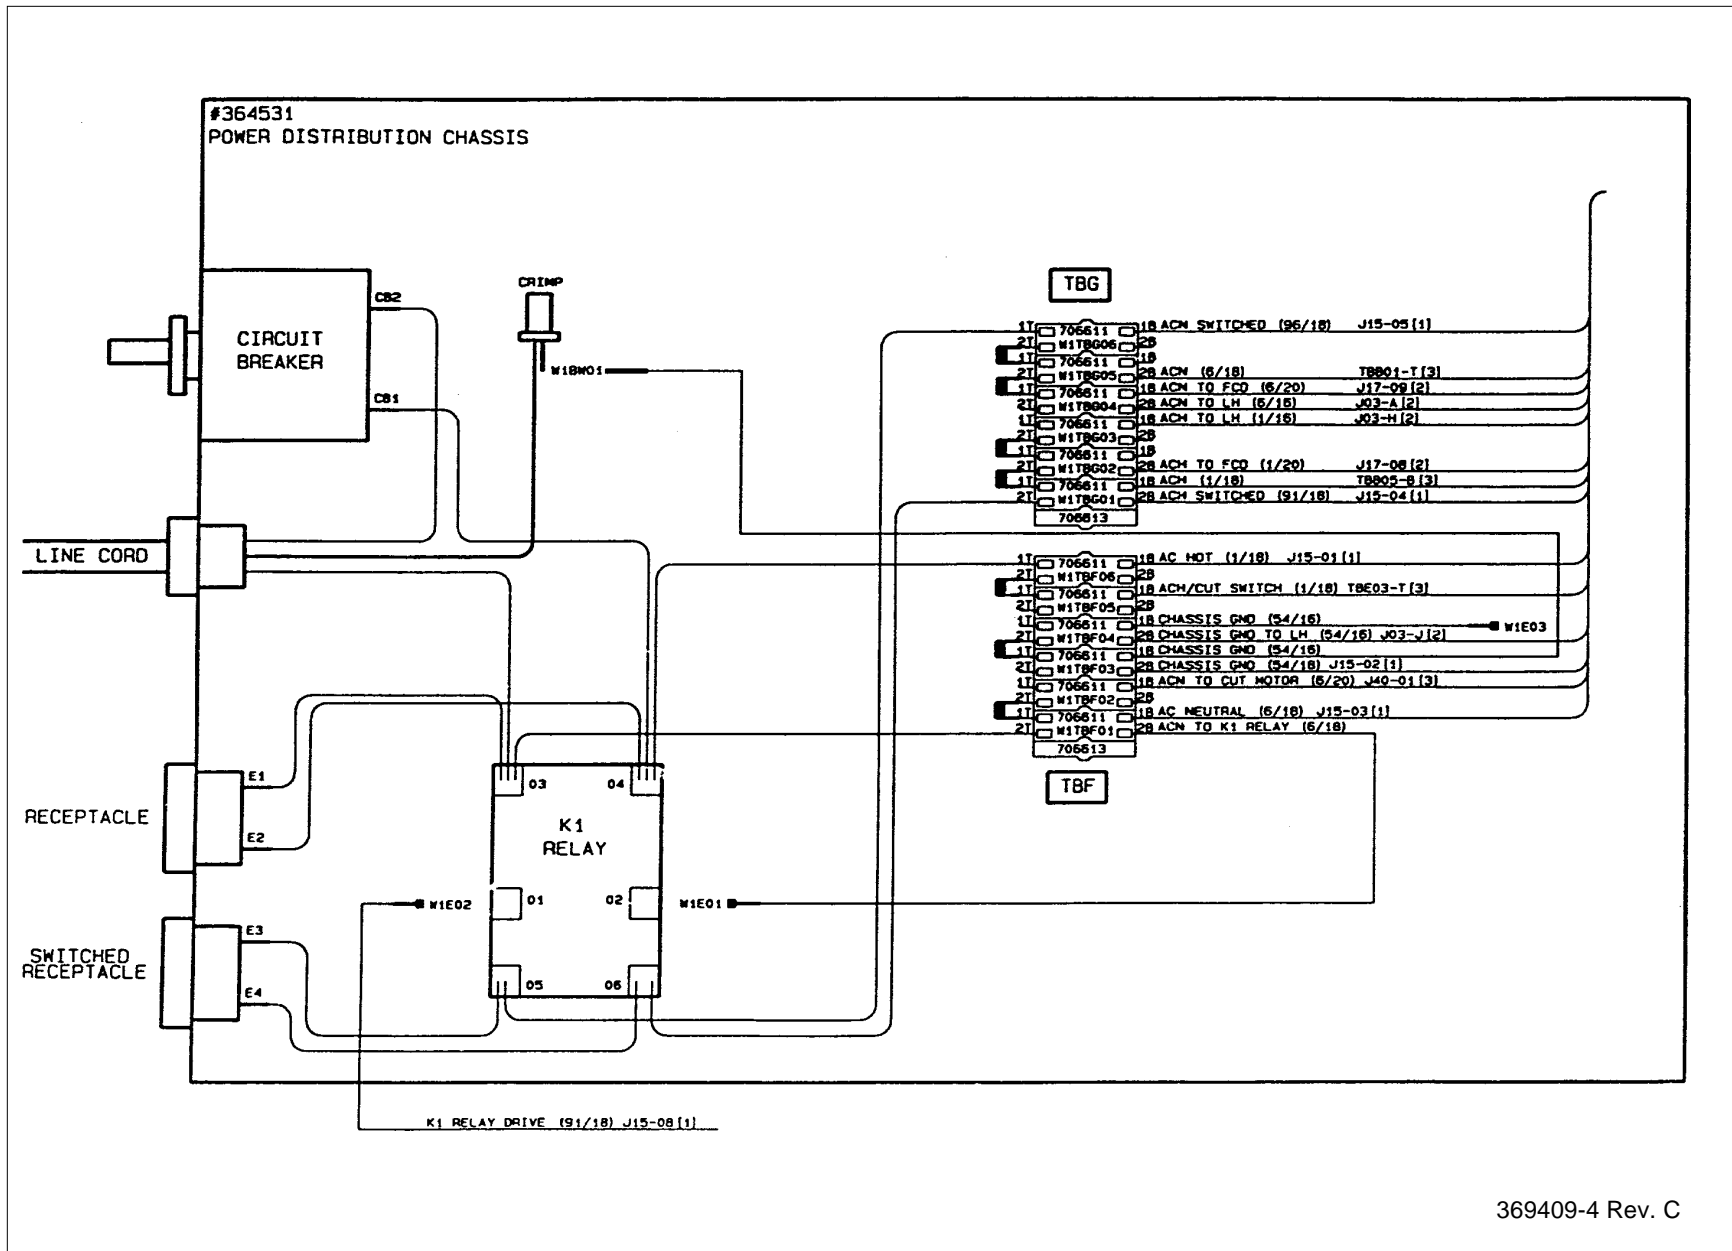 #364531
POWER DISTRIBUTION CHASSIS
CB2
CIRCUIT
BREAKER
CB1
CRIMP
W1BW01
LINE CORD
TBG
1T 706611 1B ACN SWITCHED (96/18) J15-05[1]
2T W1TBG06 2B
1T 706611 1B
2T W1TBG05 2B ACN (6/18) TBB01-T[3]
1T 706611 1B ACN TO FCD (6/20) J17-09[2]
2T W1TBG04 2B ACN TO LH (6/16) J03-A[2]
1T 706611 1B ACH TO LH (1/16) J03-H[2]
2T W1TBG03 2B
1T 706611 1B
2T W1TBG02 2B ACH TO FCD (1/20) J17-08[2]
1T 706611 1B ACH (1/18) TBB05-B[3]
2T W1TBG01 2B ACH SWITCHED (91/18) J15-04[1]
706613
1T 706611 1B AC HOT (1/18) J15-01[1]
2T W1TBF06 2B
1T 706611 1B ACH/CUT SWITCH (1/18) TBE03-T[3]
2T W1TBF05 2B
1T 706611 1B CHASSIS GND (54/16) W1E03
2T W1TBF04 2B CHASSIS GND TO LH (54/16) J03-J[2]
1T 706611 1B CHASSIS GND (54/16)
2T W1TBF03 2B CHASSIS GND (54/18) J15-02[1]
1T 706611 1B ACN TO CUT MOTOR (6/20) J40-01[3]
2T W1TBF02 2B
1T 706611 1B AC NEUTRAL (6/18) J15-03[1]
2T W1TBF01 2B ACN TO K1 RELAY (6/18)
706613
TBF
RECEPTACLE
E1
E2
03
04
K1
RELAY
W1E02
01
02
W1E01
SWITCHED
RECEPTACLE
E3
E4
05
06
K1 RELAY DRIVE (91/18) J15-08[1]
369409-4 Rev. C